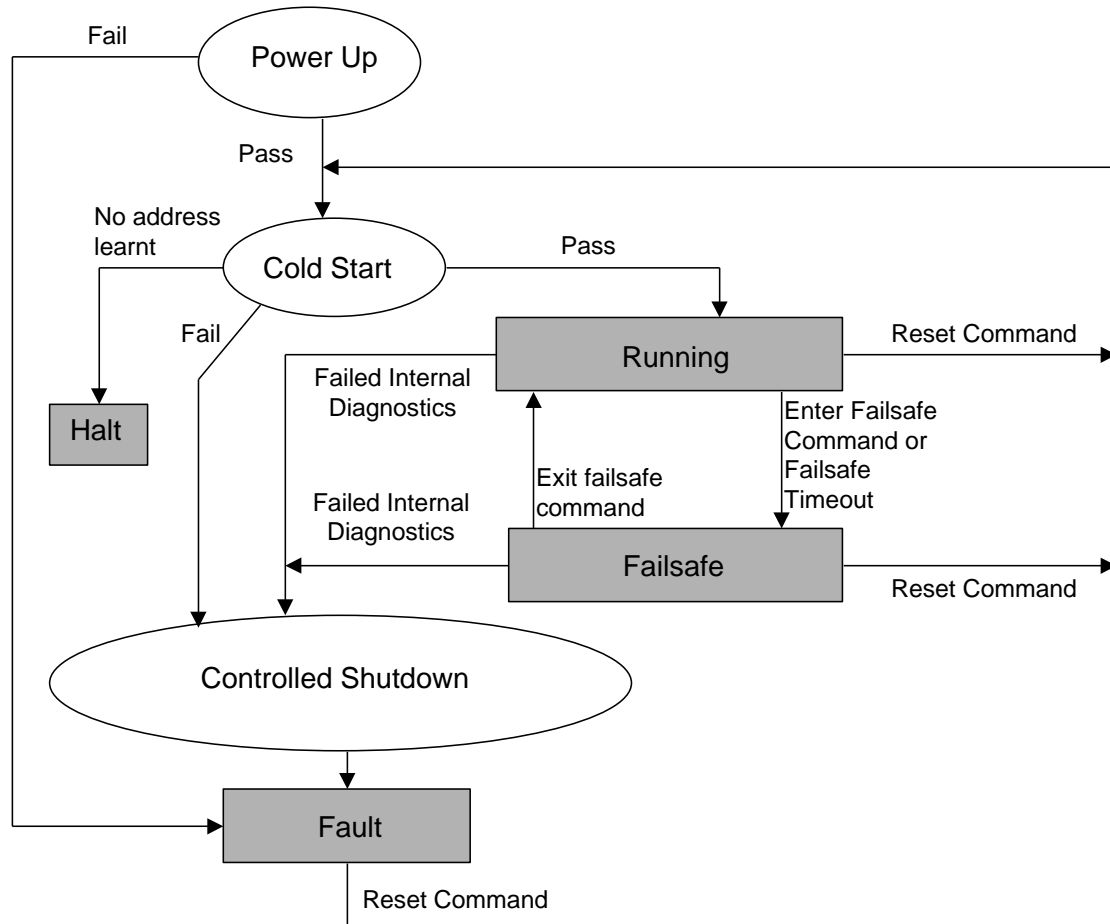 Fail
Power Up
Pass
No address
learnt
Cold Start
Pass
Fail
Running
Reset Command
Failed Internal
Diagnostics
Halt
Enter Failsafe
Command or
Failsafe
Timeout
Exit failsafe
command
Failed Internal
Diagnostics
Failsafe
Reset Command
Controlled Shutdown
Fault
Reset Command